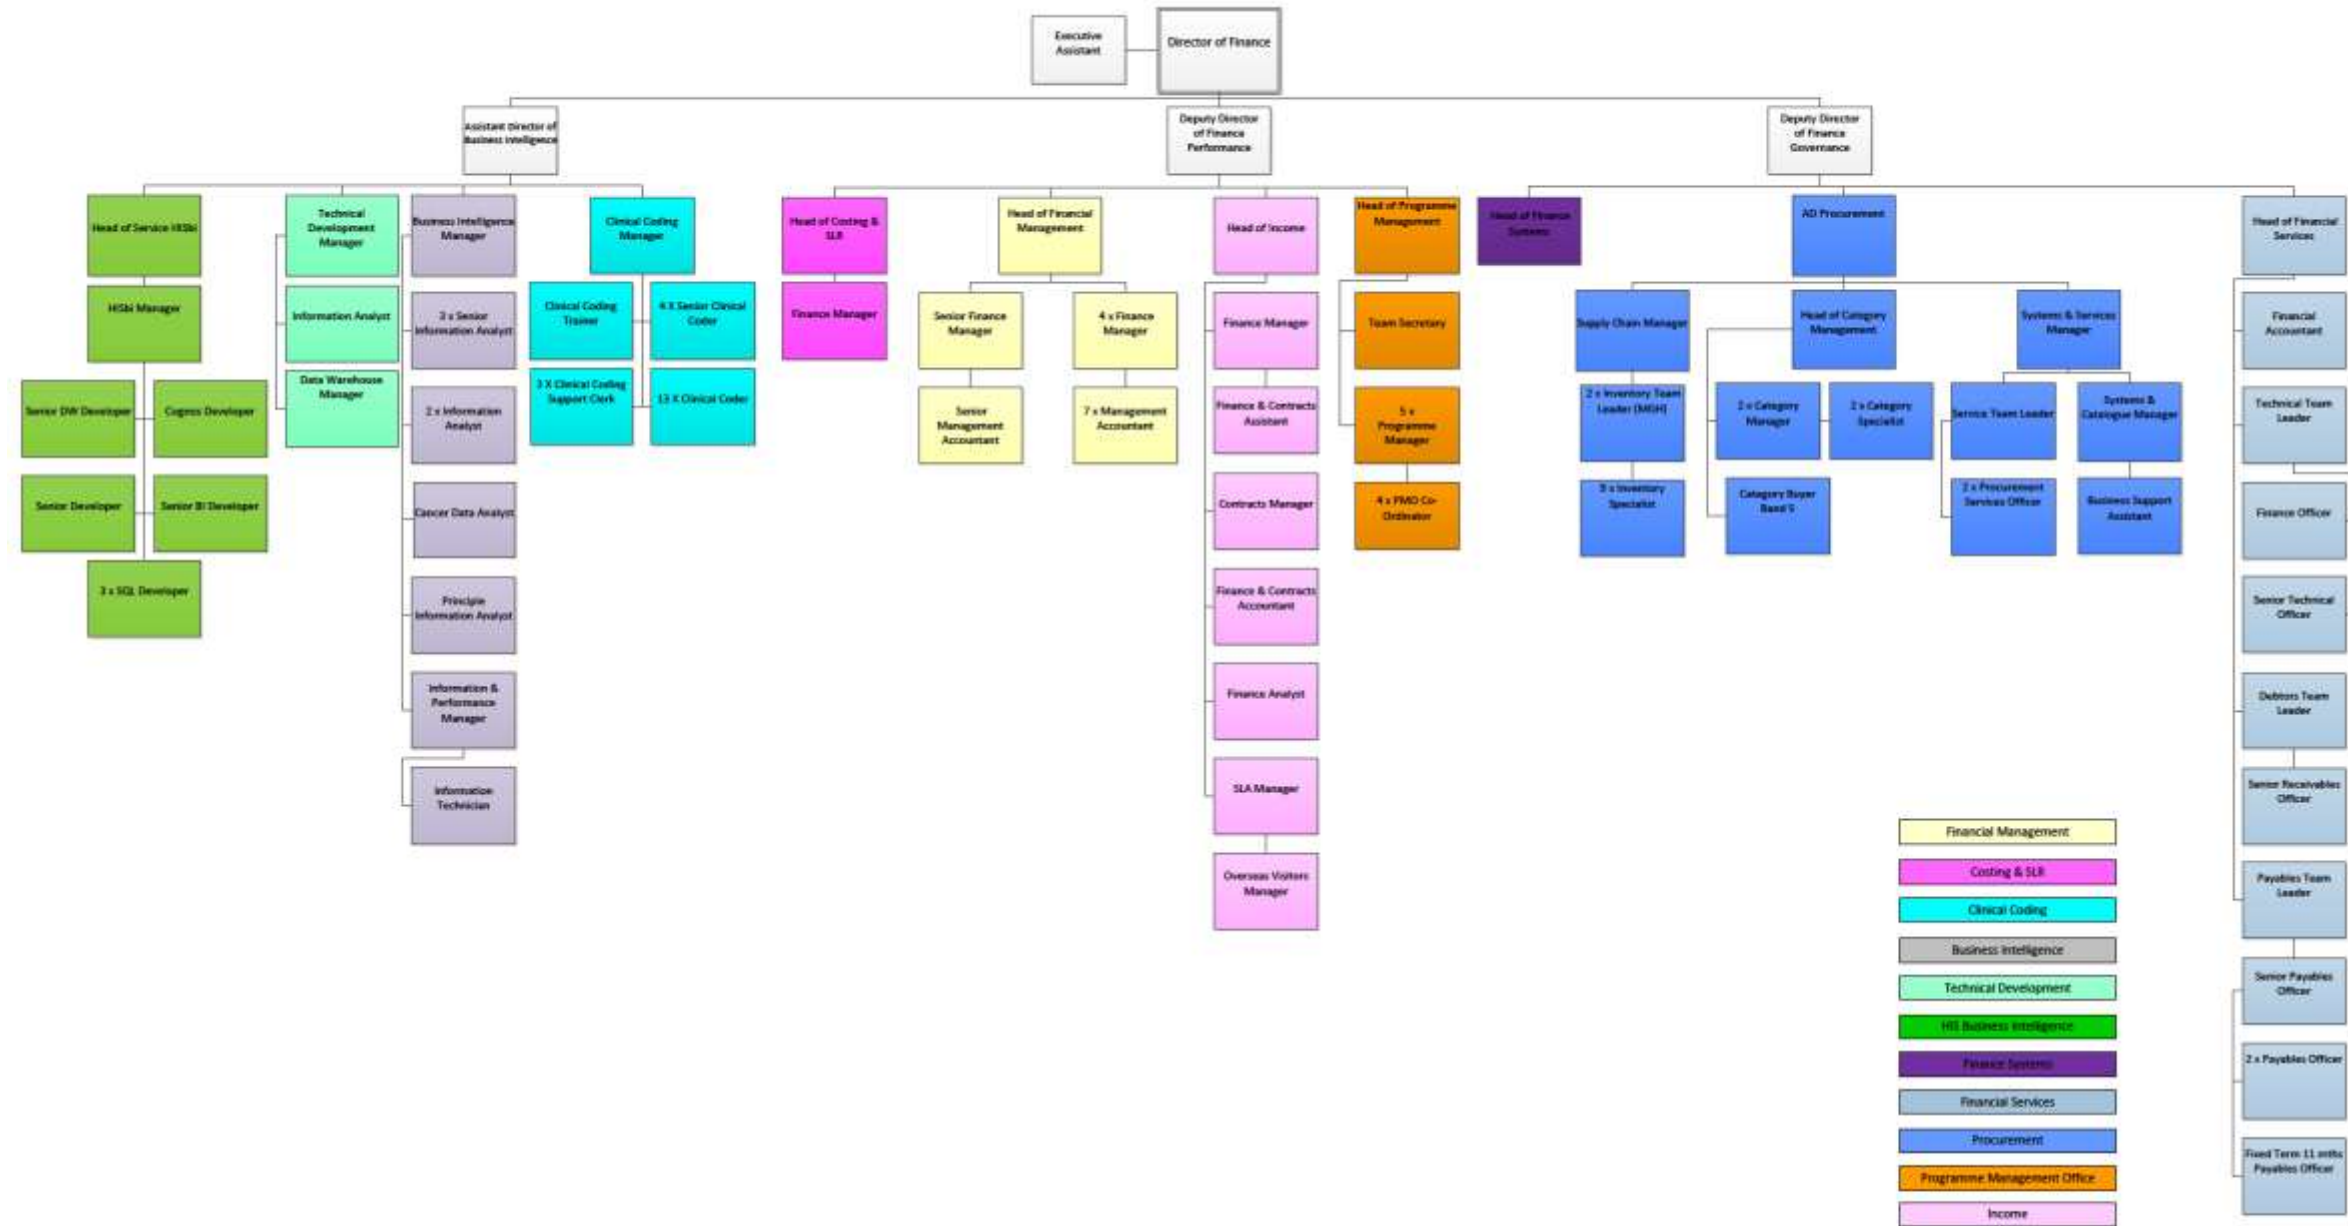 Executive
Assistant
Director of Finance
Assistant Director of
Business Intelligence
Deputy Director
of Finance
Performance
Deputy Director
of Finance
Governance
Head of Service HISbi
HISbi Manager
Senior DW Developer
Cognos Developer
Senior Developer
Senior BI Developer
3 x SQL Developer
Technical
Development
Manager
Information Analyst
Data Warehouse
Manager
Business Intelligence
Manager
3 x Senior
Information Analyst
2 x Information
Analyst
Cancer Data Analyst
Principle
Information Analyst
Information &
Performance
Manager
Information
Technician
Clinical Coding
Manager
Clinical Coding
Trainer
4 X Senior Clinical
Coder
3 X Clinical Coding
Support Clerk
13 X Clinical Coder
Head of Costing &
SLR
Finance Manager
Head of Financial
Management
Senior Finance
Manager
4 x Finance
Manager
Senior
Management
Accountant
7 x Management
Accountant
Head of Income
Finance Manager
Finance & Contracts
Assistant
Contracts Manager
Finance & Contracts
Accountant
Finance Analyst
SLA Manager
Overseas Visitors
Manager
Head of Programme
Management
Team Secretary
5 x
Programme
Manager
4 x PMO Co-
Ordinator
Head of Finance
Systems
AD Procurement
Supply Chain Manager
Head of Category
Management
Systems & Services
Manager
2 x Inventory Team
Leader (MGH)
2 x Category
Manager
2 x Category
Specialist
Service Team Leader
Systems &
Catalogue Manager
x Inventory
Specialist
Category Buyer
Band 5
2 x Procurement
Services Officer
Business Support
Assistant
Head of Financial
Services
Financial
Accountant
Technical Team
Leader
Finance Officer
Senior Technical
Officer
Debtors Team
Leader
Senior Receivables
Officer
Payables Team
Leader
Senior Payables
Officer
2 x Payables Officer
Fixed Term 11 mths
Payables Officer
Financial Management
Costing & SLR
Clinical Coding
Business Intelligence
Technical Development
HIS Business Intelligence
Finance Systems
Financial Services
Procurement
Programme Management Office
Income